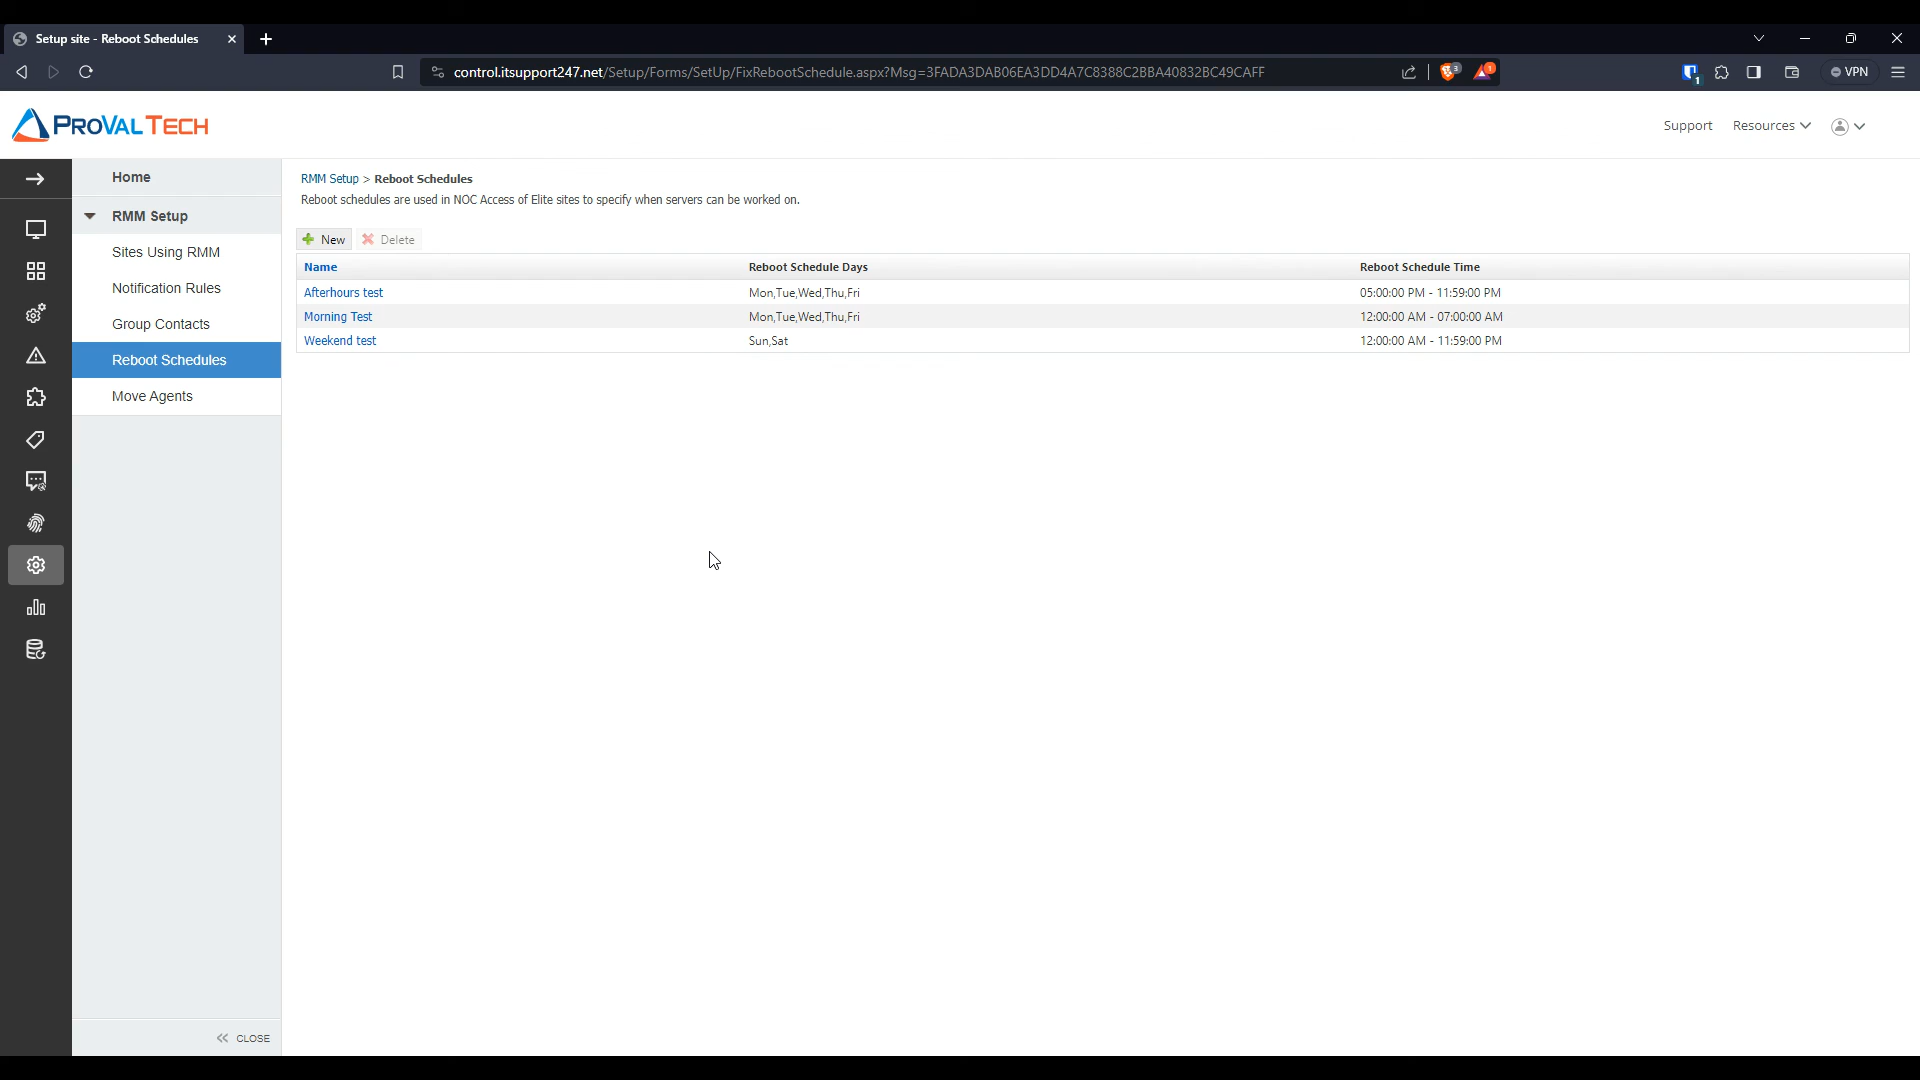 Setup site - Reboot Schedules
control.itsupport247.net/Setup/Forms/SetUp/FixRebootSchedule.aspx?Msg=3FADA3DAB06EA3DD4A7C8388C2BBA40832BC49CAFF
3
1
1
VPN
PROVAL TECH
Support
Resources
Home
RMM Setup
Sites Using RMM
Notification Rules
Group Contacts
Reboot Schedules
Move Agents
CLOSE
RMM Setup > Reboot Schedules
Reboot schedules are used in NOC Access of Elite sites to specify when servers can be worked on.
New Delete
Name Reboot Schedule Days Reboot Schedule Time
Afterhours test Mon,Tue,Wed,Thu,Fri 05:00:00 PM - 11:59:00 PM
Morning Test Mon,Tue,Wed,Thu,Fri 12:00:00 AM - 07:00:00 AM
Weekend test Sun,Sat 12:00:00 AM - 11:59:00 PM